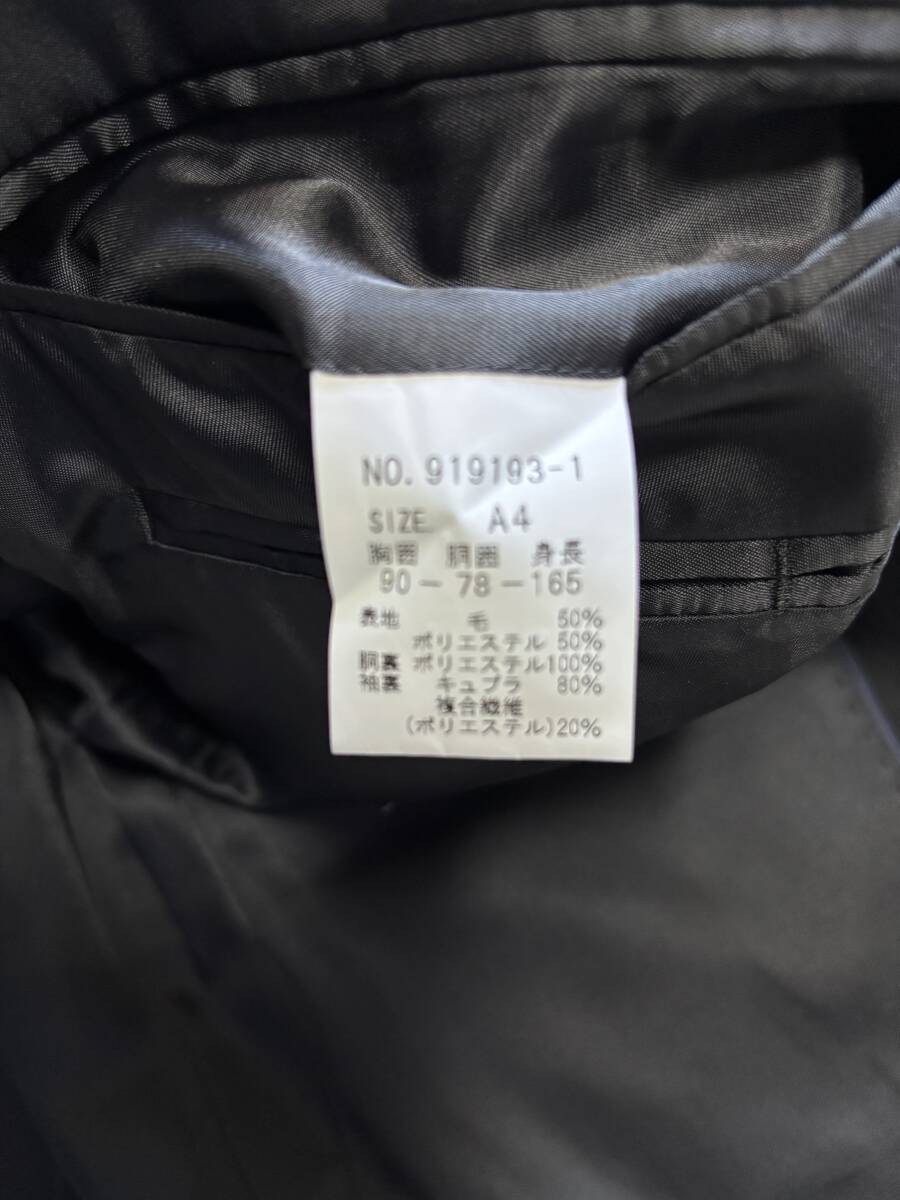 NO. 919193-1
SIZE A4
胸囲 胴囲 身長
90-78-165
表地 毛 50%
ポリエステル 50%
胴裏 ポリエステル100%
袖裏 キュプラ 80%
複合繊維
(ポリエステル)20%